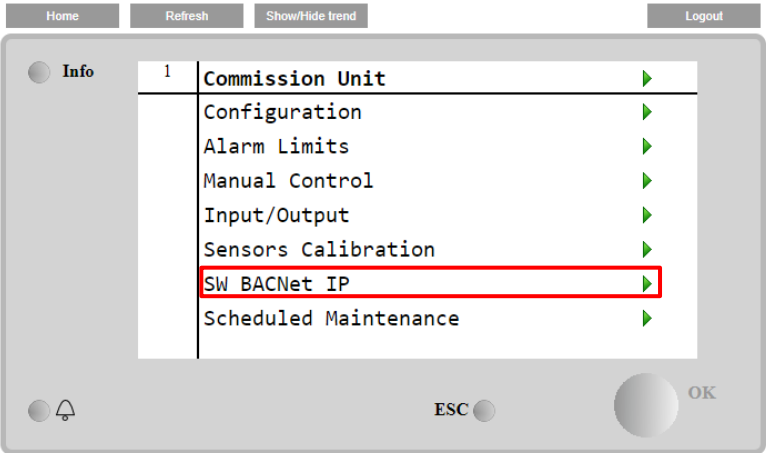 Home Refresh Show/Hide trend Logout
Info
1 Commission Unit
Configuration
Alarm Limits
Manual Control
Input/Output
Sensors Calibration
SW BACNet IP
Scheduled Maintenance
OK
ESC